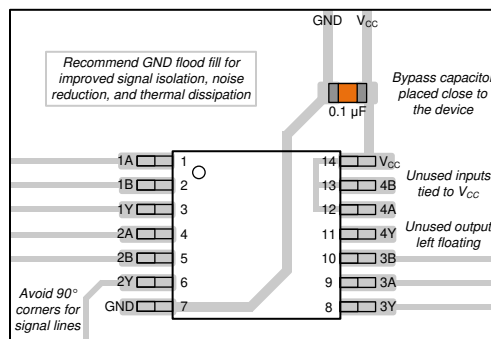 GND VCC
Recommend GND flood fill for
improved signal isolation, noise
reduction, and thermal dissipation
Bypass capacitor
placed close to
the device
0.1 µF
1A 1 14 VCC
1B 2 13 4B
1Y 3 12 4A
2A 4 11 4Y
2B 5 10 3B
2Y 6 9 3A
GND 7 8 3Y
Unused inputs
tied to VCC
Unused output
left floating
Avoid 90°
corners for
signal lines